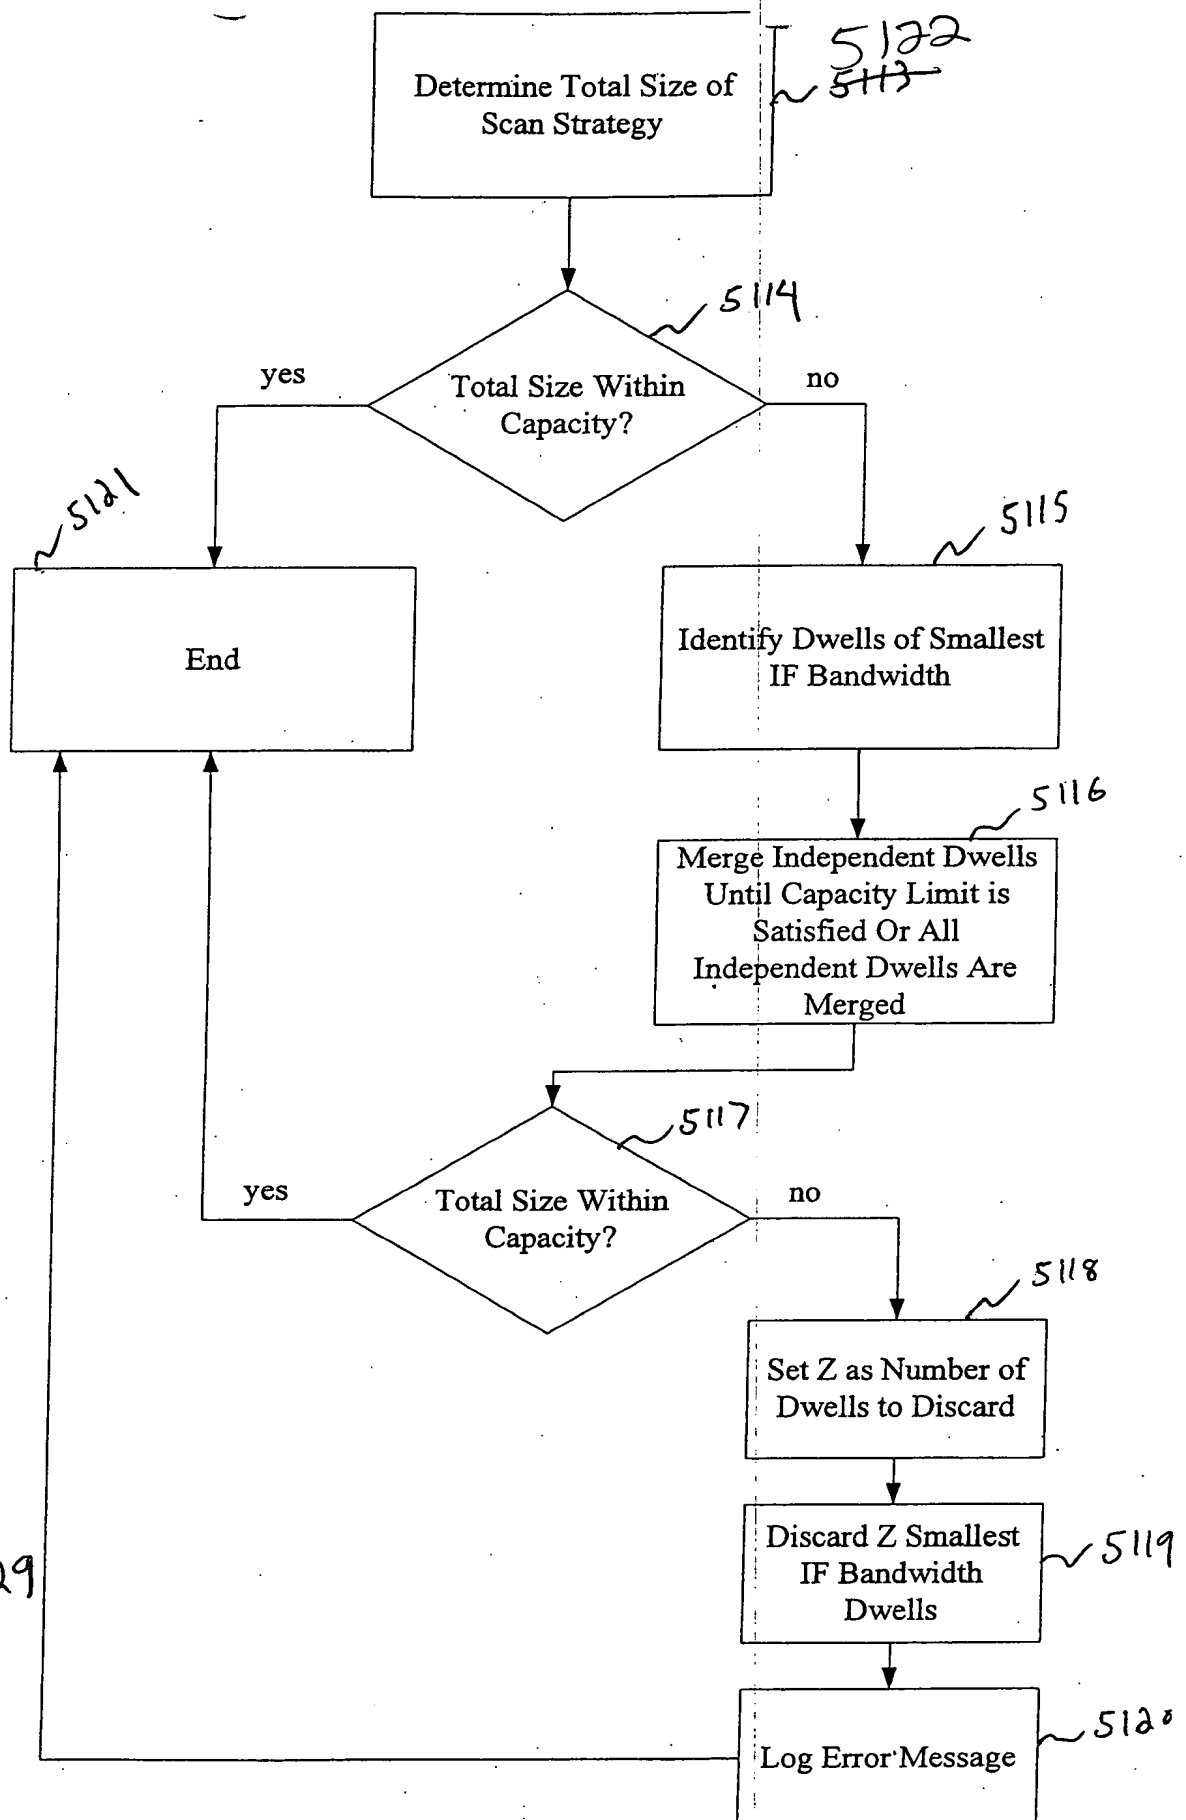 5122
5113
Determine Total Size of
Scan Strategy
5114
yes
Total Size Within
Capacity?
no
5121
5115
End
Identify Dwells of Smallest
IF Bandwidth
5116
Merge Independent Dwells
Until Capacity Limit is
Satisfied Or All
Independent Dwells Are
Merged
5117
yes
Total Size Within
Capacity?
no
5118
Set Z as Number of
Dwells to Discard
Discard Z Smallest
IF Bandwidth
Dwells
5119
29
5120
Log Error Message